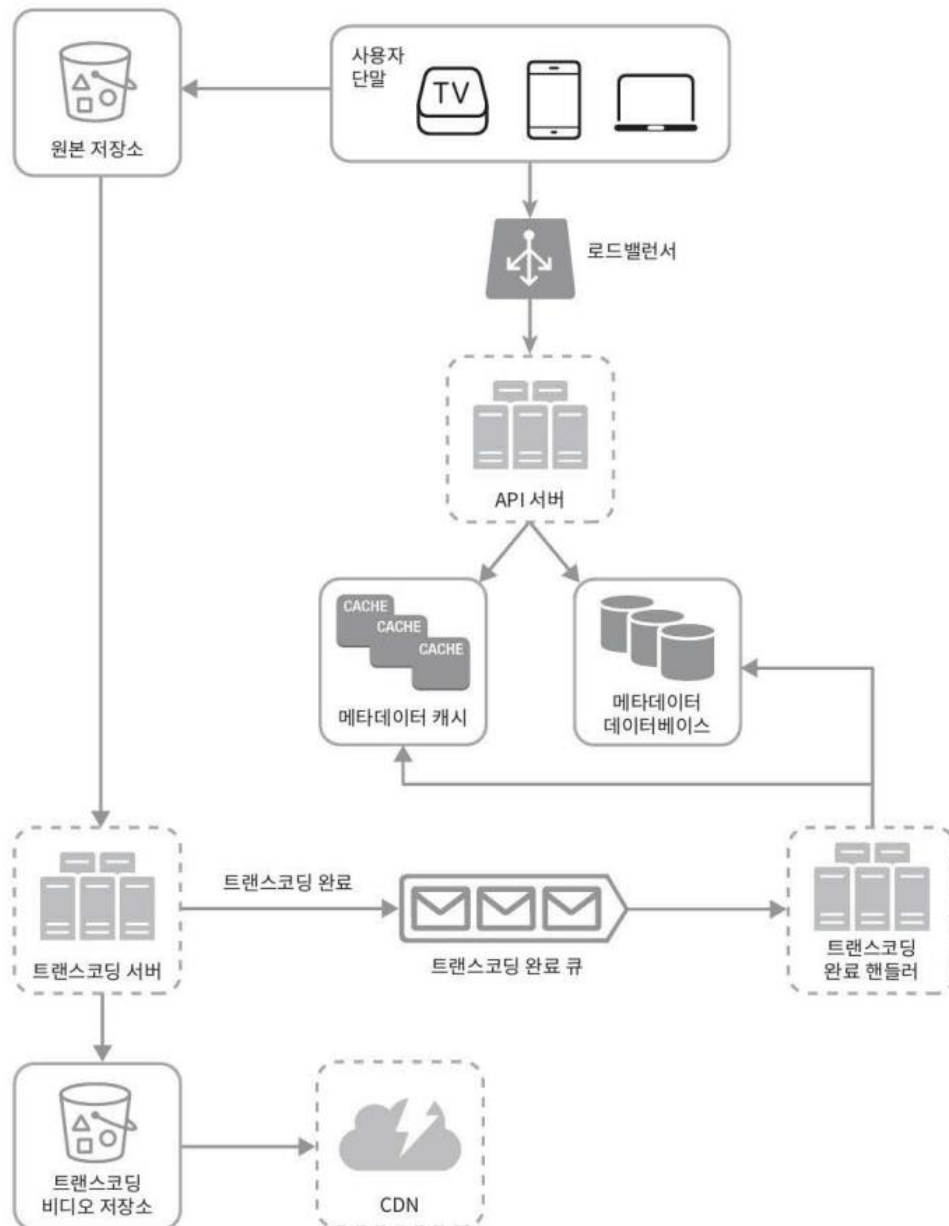 사용자
단말
TV
원본 저장소
로드밸런서
API 서버
CACHE
CACHE
CACHE
메타데이터 캐시
메타데이터
데이터베이스
트랜스코딩 서버
트랜스코딩 완료
트랜스코딩 완료 큐
트랜스코딩
완료 핸들러
트랜스코딩
비디오 저장소
CDN